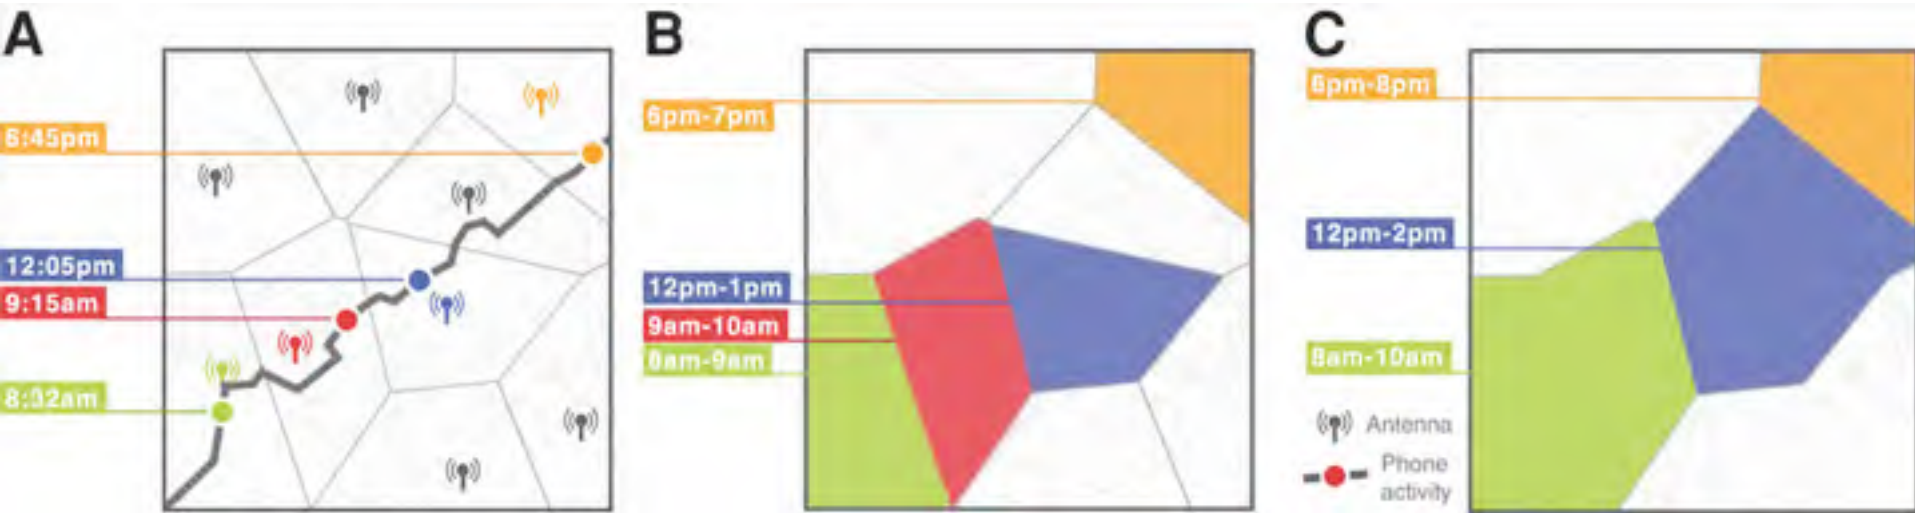 A
6:45pm
12:05pm
9:15am
8:32am
B
6pm-7pm
12pm-1pm
9am-10am
8am-9am
C
6pm-8pm
12pm-2pm
8am-10am
Antenna
Phone
activity